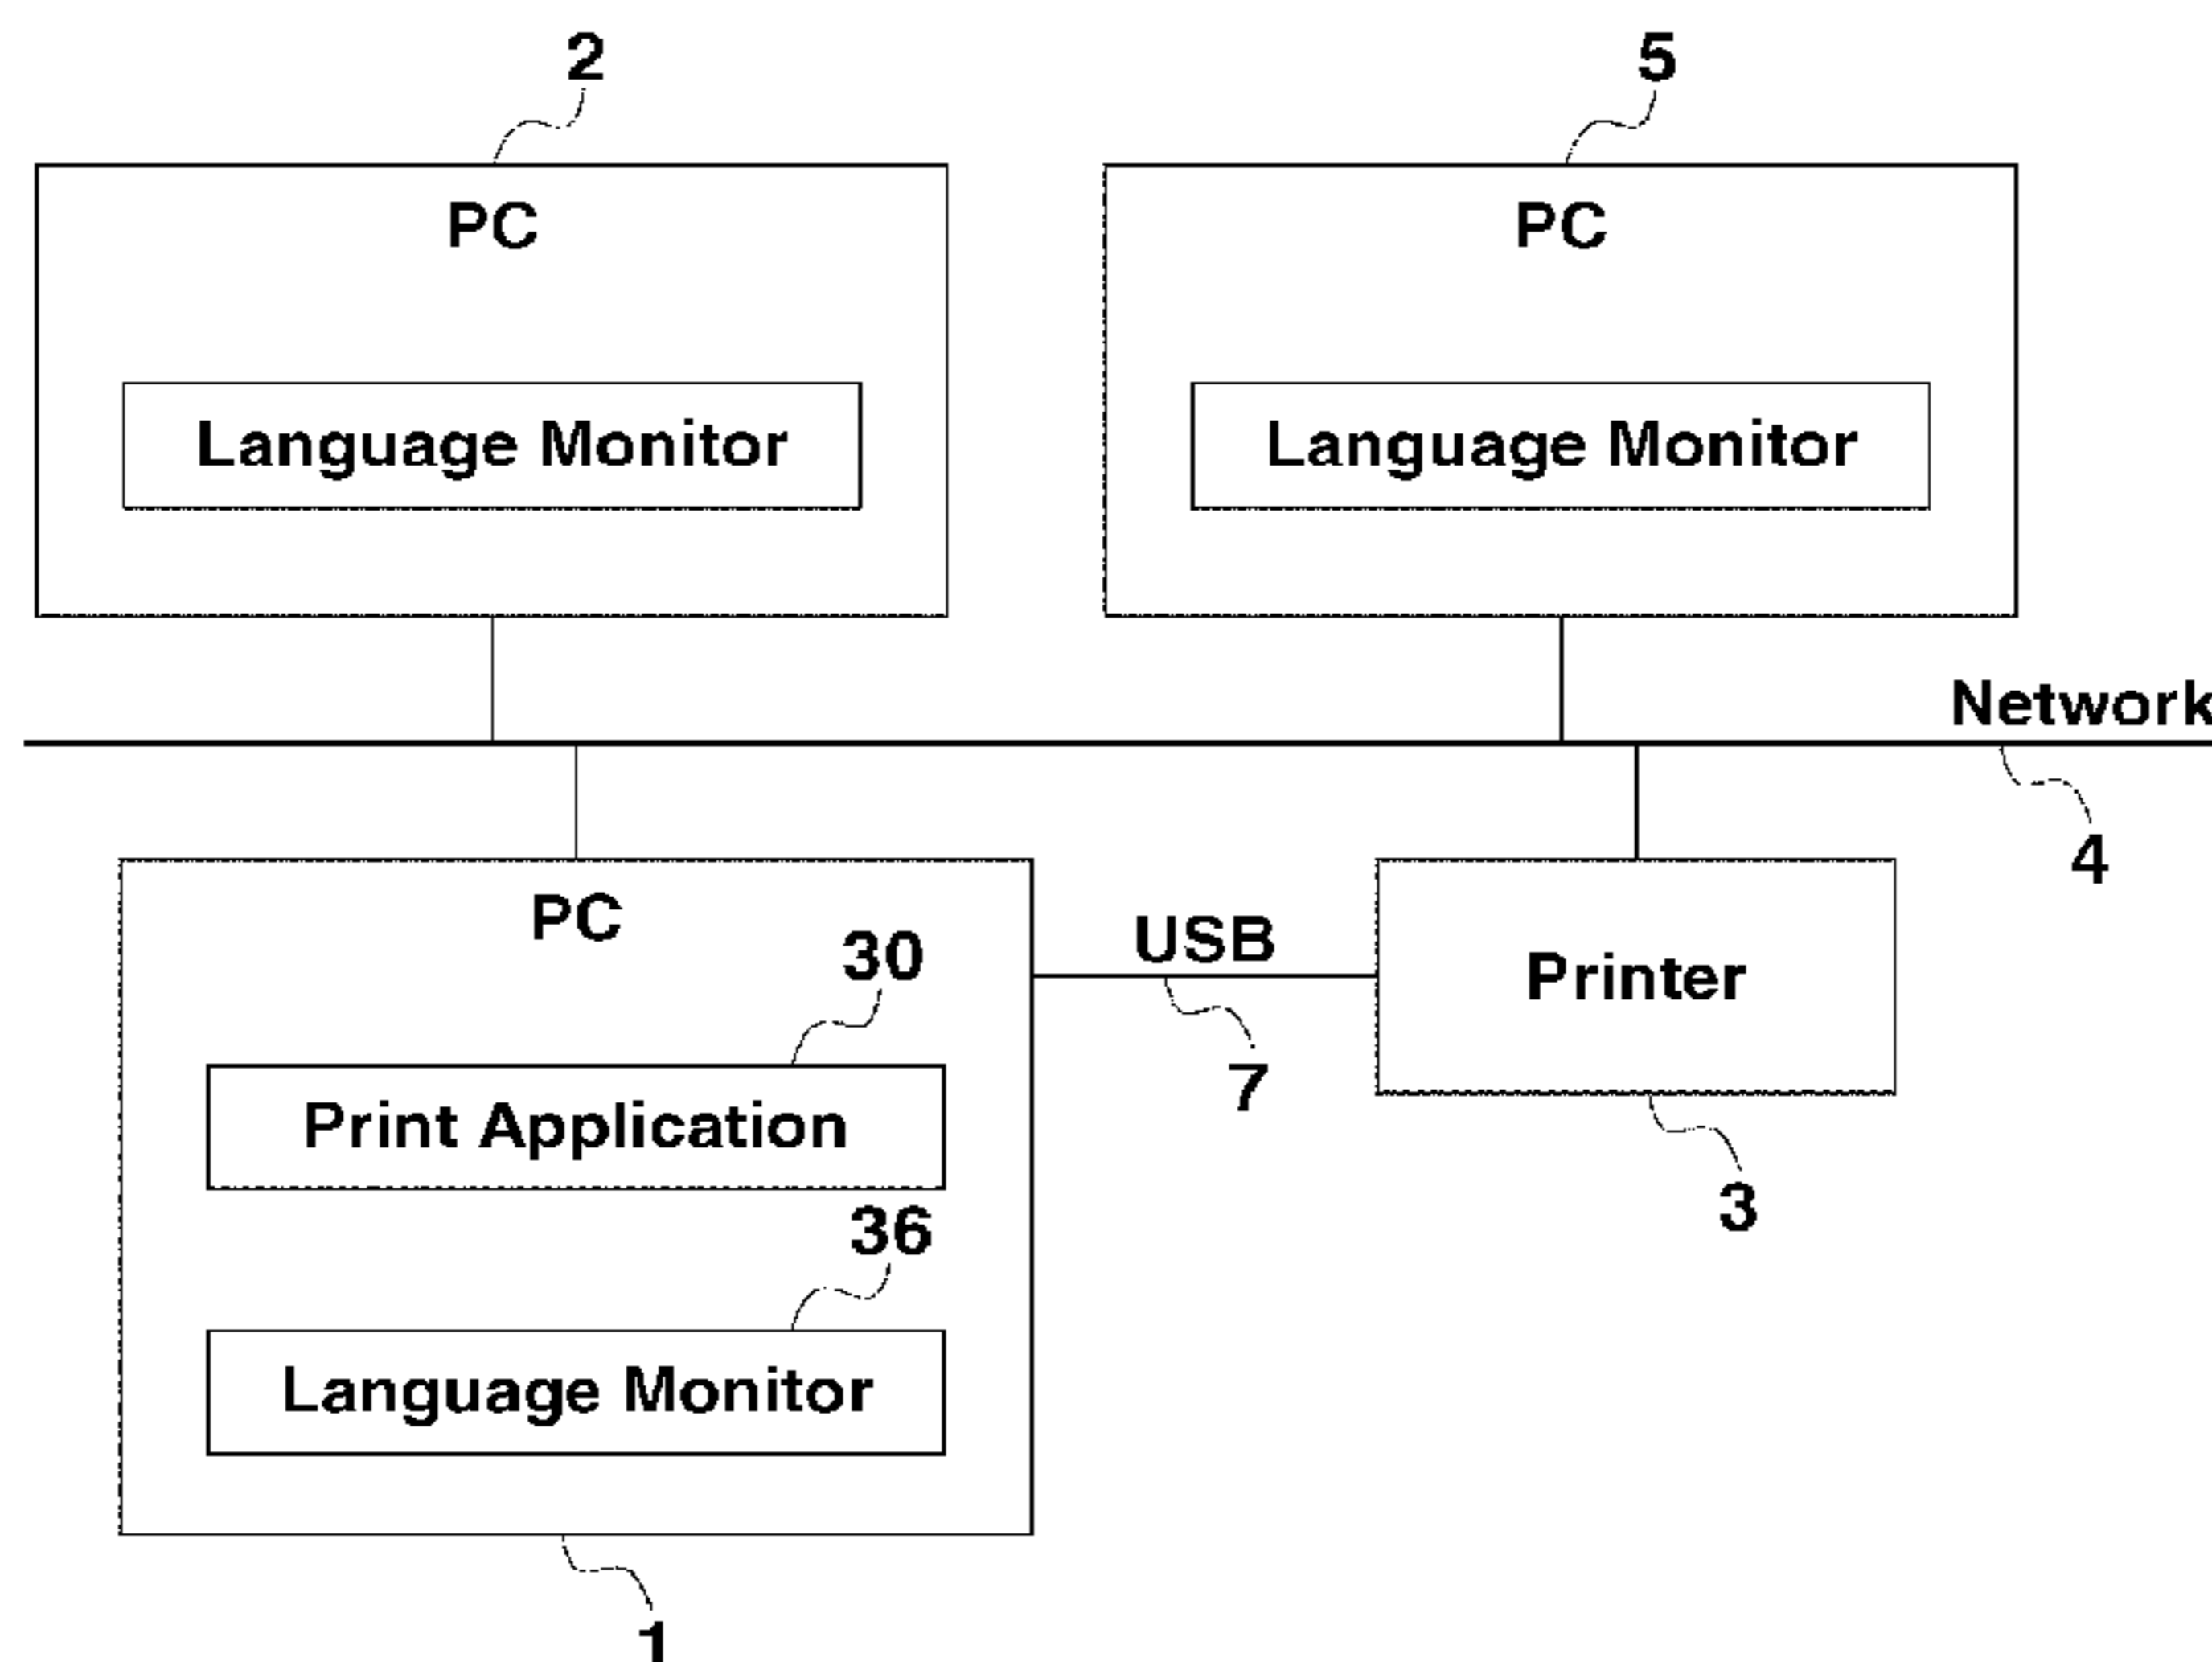 2
5
PC
PC
Language Monitor
Language Monitor
Network
4
PC
30
USB
Printer
7
Print Application
3
36
Language Monitor
1